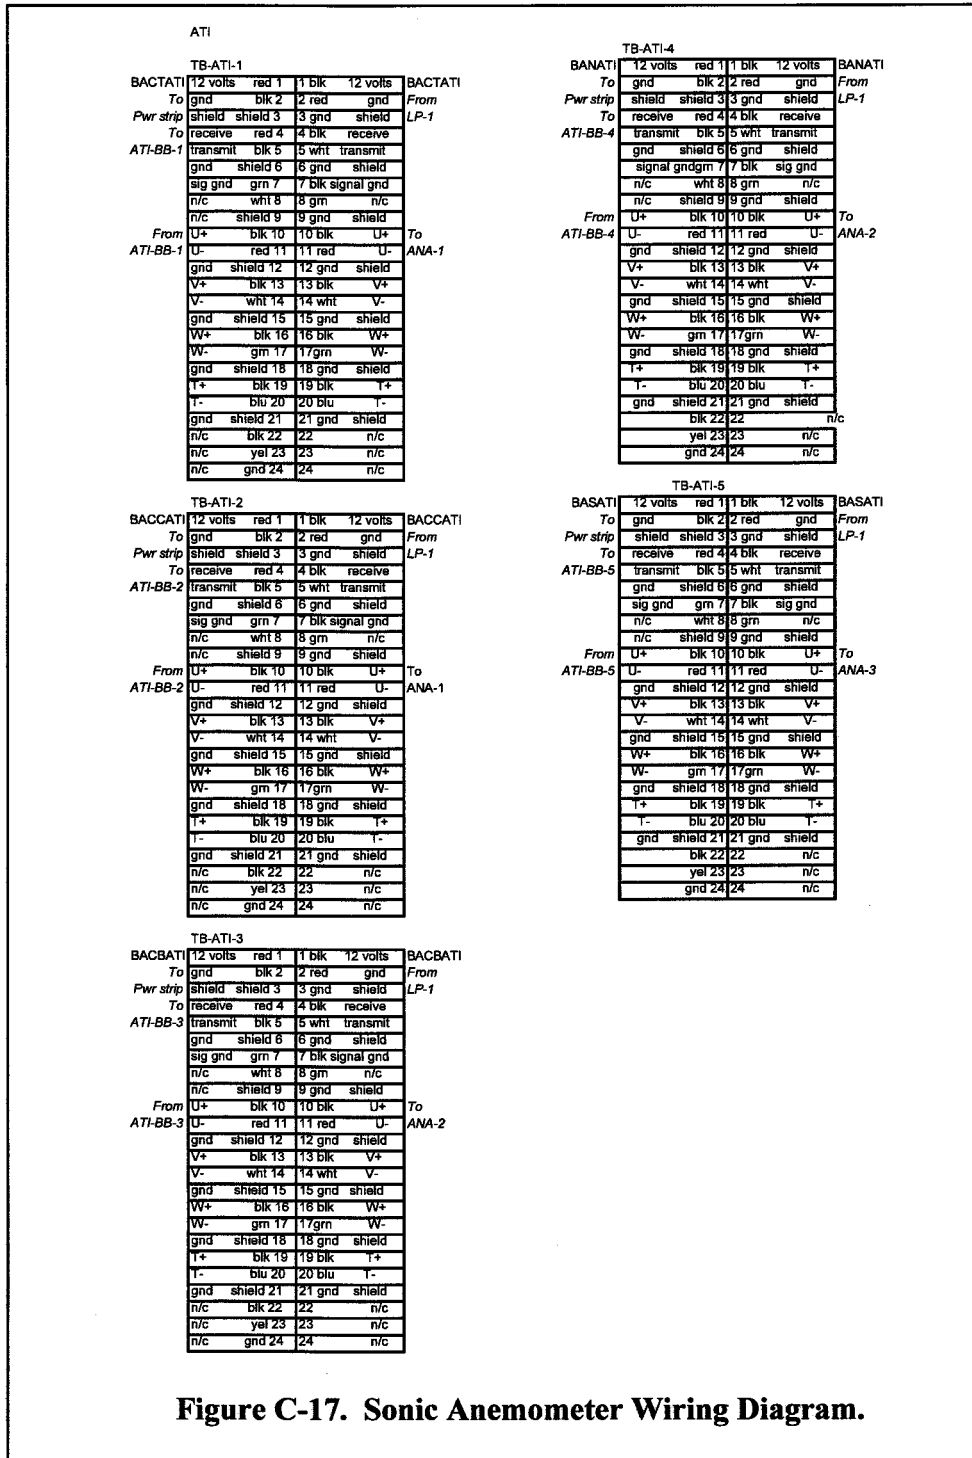 ATI
TB-ATI-1
BACTATI 12 volts red 1 1 blk 12 volts BACTATI
To gnd blk 2 2 red gnd From
Pwr strip shield shield 3 3 gnd shield LP-1
To receive red 4 4 blk receive
ATI-BB-1 transmit blk 5 5 wht transmit
gnd shield 6 6 gnd shield
sig gnd grn 7 7 blk signal gnd
n/c wht 8 8 grn n/c
n/c shield 9 9 gnd shield
From U+ blk 10 10 blk U+ To
ATI-BB-1 U- red 11 11 red U- ANA-1
gnd shield 12 12 gnd shield
V+ blk 13 13 blk V+
V- wht 14 14 wht V-
gnd shield 15 15 gnd shield
W+ blk 16 16 blk W+
W- grn 17 17grn W-
gnd shield 18 18 gnd shield
T+ blk 19 19 blk T+
T- blu 20 20 blu T-
gnd shield 21 21 gnd shield
n/c blk 22 22 n/c
n/c yel 23 23 n/c
n/c gnd 24 24 n/c
TB-ATI-2
BACCATI 12 volts red 1 1 blk 12 volts BACCATI
To gnd blk 2 2 red gnd From
Pwr strip shield shield 3 3 gnd shield LP-1
To receive red 4 4 blk receive
ATI-BB-2 transmit blk 5 5 wht transmit
gnd shield 6 6 gnd shield
sig gnd grn 7 7 blk signal gnd
n/c wht 8 8 grn n/c
n/c shield 9 9 gnd shield
From U+ blk 10 10 blk U+ To
ATI-BB-2 U- red 11 11 red U- ANA-1
gnd shield 12 12 gnd shield
V+ blk 13 13 blk V+
V- wht 14 14 wht V-
gnd shield 15 15 gnd shield
W+ blk 16 16 blk W+
W- grn 17 17grn W-
gnd shield 18 18 gnd shield
T+ blk 19 19 blk T+
T- blu 20 20 blu T-
gnd shield 21 21 gnd shield
n/c blk 22 22 n/c
n/c yel 23 23 n/c
n/c gnd 24 24 n/c
TB-ATI-3
BACBATI 12 volts red 1 1 blk 12 volts BACBATI
To gnd blk 2 2 red gnd From
Pwr strip shield shield 3 3 gnd shield LP-1
To receive red 4 4 blk receive
ATI-BB-3 transmit blk 5 5 wht transmit
gnd shield 6 6 gnd shield
sig gnd grn 7 7 blk signal gnd
n/c wht 8 8 grn n/c
n/c shield 9 9 gnd shield
From U+ blk 10 10 blk U+ To
ATI-BB-3 U- red 11 11 red U- ANA-2
gnd shield 12 12 gnd shield
V+ blk 13 13 blk V+
V- wht 14 14 wht V-
gnd shield 15 15 gnd shield
W+ blk 16 16 blk W+
W- grn 17 17grn W-
gnd shield 18 18 gnd shield
T+ blk 19 19 blk T+
T- blu 20 20 blu T-
gnd shield 21 21 gnd shield
n/c blk 22 22 n/c
n/c yel 23 23 n/c
n/c gnd 24 24 n/c
TB-ATI-4
BANATI 12 volts red 1 1 blk 12 volts BANATI
To gnd blk 2 2 red gnd From
Pwr strip shield shield 3 3 gnd shield LP-1
To receive red 4 4 blk receive
ATI-BB-4 transmit blk 5 5 wht transmit
gnd shield 6 6 gnd shield
signal gndgrn 7 7 blk sig gnd
n/c wht 8 8 grn n/c
n/c shield 9 9 gnd shield
From U+ blk 10 10 blk U+ To
ATI-BB-4 U- red 11 11 red U- ANA-2
gnd shield 12 12 gnd shield
V+ blk 13 13 blk V+
V- wht 14 14 wht V-
gnd shield 15 15 gnd shield
W+ blk 16 16 blk W+
W- grn 17 17grn W-
gnd shield 18 18 gnd shield
T+ blk 19 19 blk T+
T- blu 20 20 blu T-
gnd shield 21 21 gnd shield
blk 22 22 n/c
yel 23 23 n/c
gnd 24 24 n/c
TB-ATI-5
BASATI 12 volts red 1 1 blk 12 volts BASATI
To gnd blk 2 2 red gnd From
Pwr strip shield shield 3 3 gnd shield LP-1
To receive red 4 4 blk receive
ATI-BB-5 transmit blk 5 5 wht transmit
gnd shield 6 6 gnd shield
sig gnd grn 7 7 blk sig gnd
n/c wht 8 8 grn n/c
n/c shield 9 9 gnd shield
From U+ blk 10 10 blk U+ To
ATI-BB-5 U- red 11 11 red U- ANA-3
gnd shield 12 12 gnd shield
V+ blk 13 13 blk V+
V- wht 14 14 wht V-
gnd shield 15 15 gnd shield
W+ blk 16 16 blk W+
W- grn 17 17grn W-
gnd shield 18 18 gnd shield
T+ blk 19 19 blk T+
T- blu 20 20 blu T-
gnd shield 21 21 gnd shield
blk 22 22 n/c
yel 23 23 n/c
gnd 24 24 n/c
Figure C-17. Sonic Anemometer Wiring Diagram.